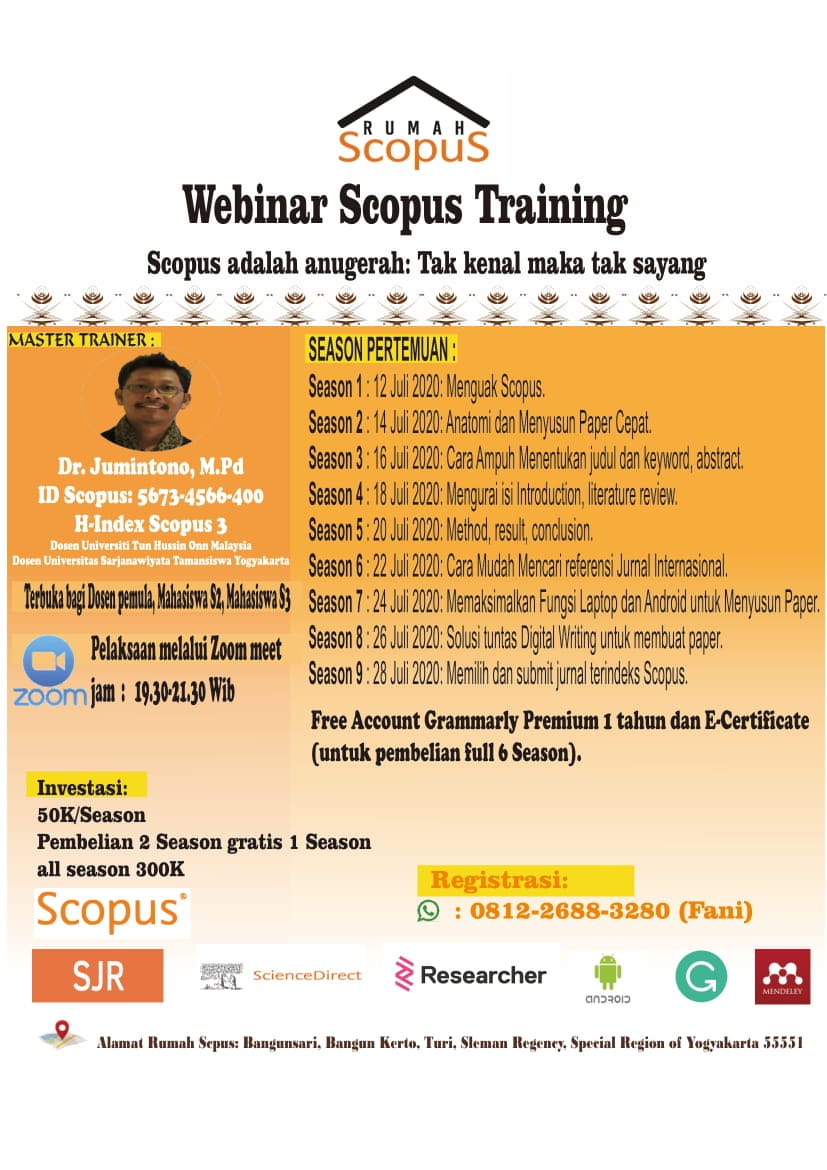 RUMAH
ScopuS
Webinar Scopus Training
Scopus adalah anugerah: Tak kenal maka tak sayang
MASTER TRAINER :
Dr. Jumintono, M.Pd
ID Scopus: 5673-4566-400
H-Index Scopus 3
Dosen Universiti Tun Hussin Onn Malaysia
Dosen Universitas Sarjanawiyata Tamansiswa Yogyakarta
Terbuka bagi Dosen pemula, Mahasiswa S2, Mahasiswa S3
zoom
Pelaksaan melalui Zoom meet
jam : 19.30-21.30 Wib
SEASON PERTEMUAN :
Season 1 : 12 Juli 2020: Menguak Scopus.
Season 2 : 14 Juli 2020: Anatomi dan Menyusun Paper Cepat.
Season 3 : 16 Juli 2020: Cara Ampuh Menentukan judul dan keyword, abstract.
Season 4 : 18 Juli 2020: Mengurai isi Introduction, literature review.
Season 5 : 20 Juli 2020: Method, result, conclusion.
Season 6 : 22 Juli 2020: Cara Mudah Mencari referensi Jurnal Internasional.
Season 7 : 24 Juli 2020: Memaksimalkan Fungsi Laptop dan Android untuk Menyusun Paper.
Season 8 : 26 Juli 2020: Solusi tuntas Digital Writing untuk membuat paper.
Season 9 : 28 Juli 2020: Memilih dan submit jurnal terindeks Scopus.
Free Account Grammarly Premium 1 tahun dan E-Certificate
(untuk pembelian full 6 Season).
Investasi:
50K/Season
Pembelian 2 Season gratis 1 Season
all season 300K
Registrasi:
: 0812-2688-3280 (Fani)
Scopus®
SJR
ScienceDirect
Researcher
ANDROID
G
MENDELEY
Alamat Rumah Scpus: Bangunsari, Bangun Kerto, Turi, Sleman Regency, Special Region of Yogyakarta 55551